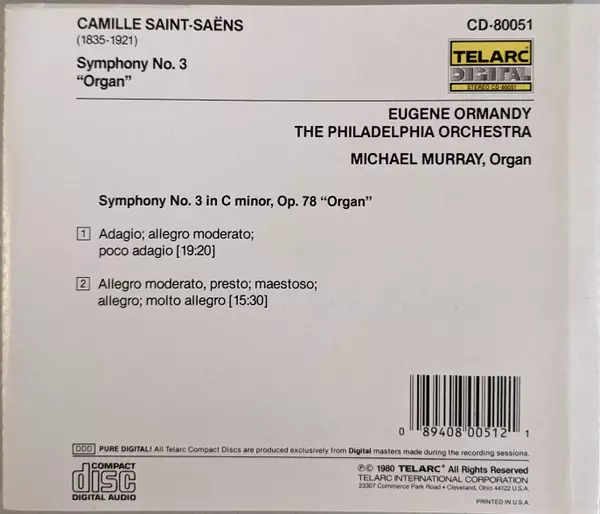 CAMILLE SAINT-SAËNS
(1835-1921)
Symphony No. 3
"Organ"
CD-80051
TELARC
DIGITAL
STEREO CD-80051
EUGENE ORMANDY
THE PHILADELPHIA ORCHESTRA
MICHAEL MURRAY, Organ
Symphony No. 3 in C minor, Op. 78 "Organ"
1 Adagio; allegro moderato;
poco adagio [19:20]
2 Allegro moderato, presto; maestoso;
allegro; molto allegro [15:30]
0 89408 00512 1
DDD PURE DIGITAL! All Telarc Compact Discs are produced exclusively from Digital masters made during the recording sessions.
COMPACT
disc
DIGITAL AUDIO
℗© 1980 TELARC® All Rights Reserved
TELARC INTERNATIONAL CORPORATION
23307 Commerce Park Road • Cleveland, Ohio 44122 U.S.A.
PRINTED IN U.S.A.